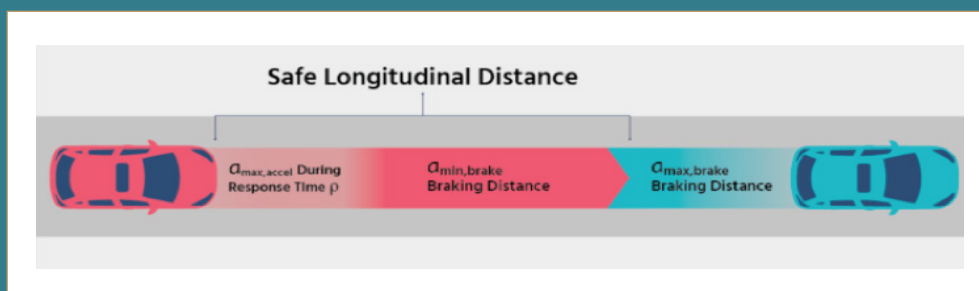 Safe Longitudinal Distance
amax,accel During
Response Time ρ
amin,brake
Braking Distance
amax,brake
Braking Distance